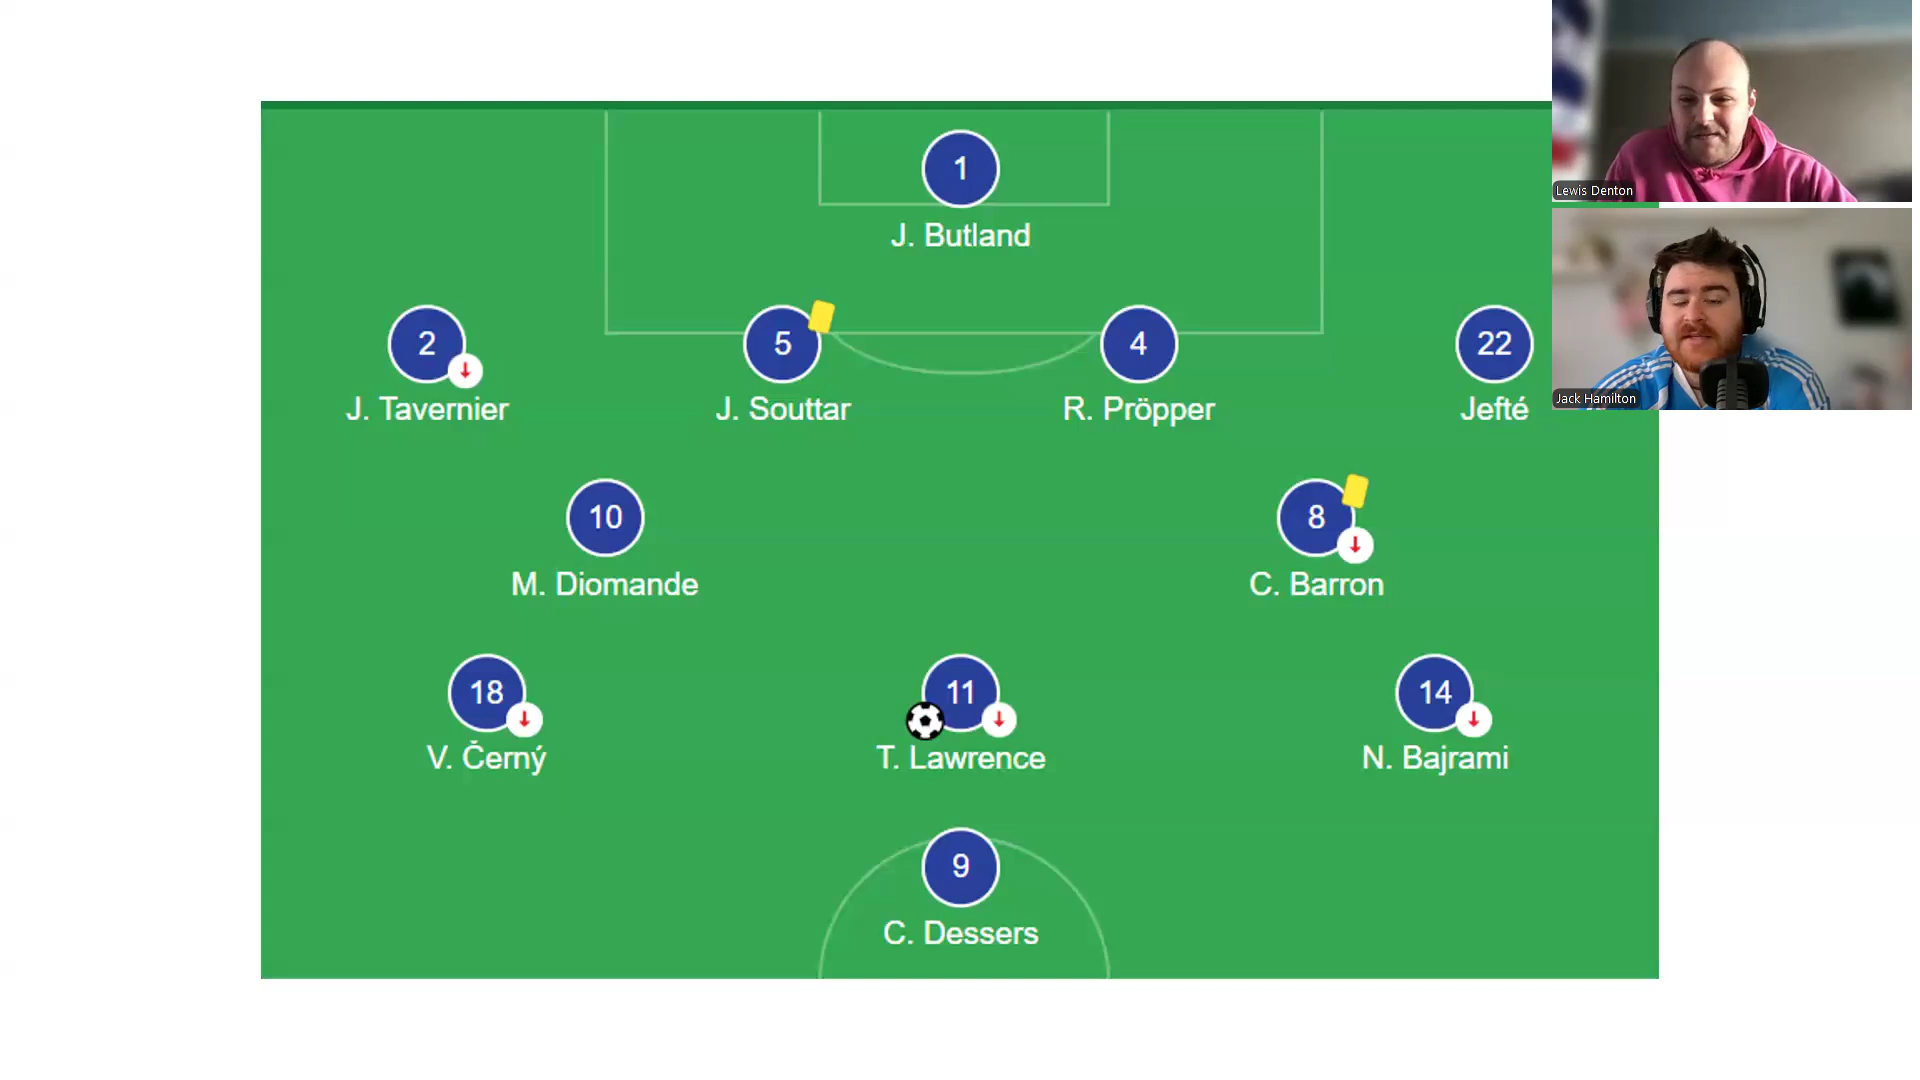 1
J. Butland
Lewis Denton
2
5
4
22
J. Tavernier
J. Souttar
R. Pröpper
Jefté
Jack Hamilton
10
8
M. Diomande
C. Barron
18
11
14
V. Černý
T. Lawrence
N. Bajrami
9
C. Dessers